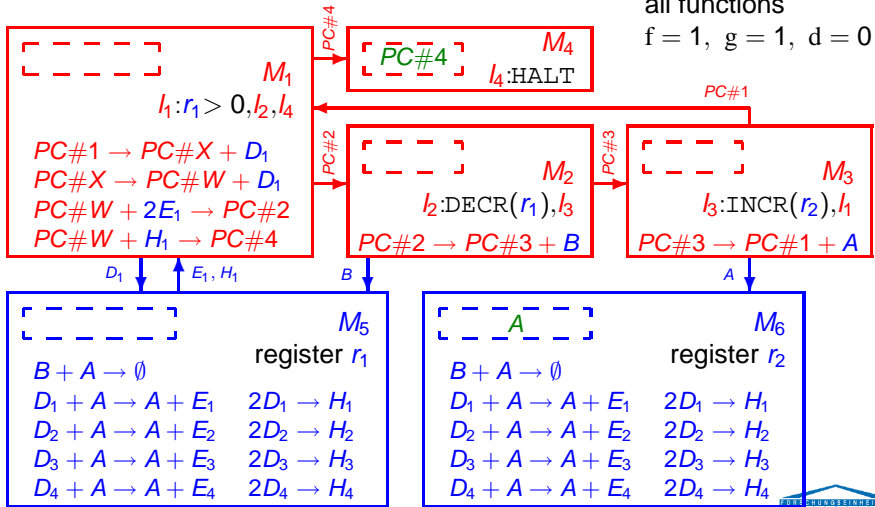 all functions
f = 1, g = 1, d = 0
PC#4
PC#4
M4
l4:HALT
M1
l1:r1 > 0,l2,l4
PC#1 → PC#X + D1
PC#X → PC#W + D1
PC#W + 2E1 → PC#2
PC#W + H1 → PC#4
PC#1
PC#2
M2
l2:DECR(r1),l3
PC#2 → PC#3 + B
PC#3
M3
l3:INCR(r2),l1
PC#3 → PC#1 + A
D1
E1, H1
B
A
M5
register r1
B + A → ∅
D1 + A → A + E1 2D1 → H1
D2 + A → A + E2 2D2 → H2
D3 + A → A + E3 2D3 → H3
D4 + A → A + E4 2D4 → H4
A
M6
register r2
B + A → ∅
D1 + A → A + E1 2D1 → H1
D2 + A → A + E2 2D2 → H2
D3 + A → A + E3 2D3 → H3
D4 + A → A + E4 2D4 → H4
FORSCHUNGSEINHEIT